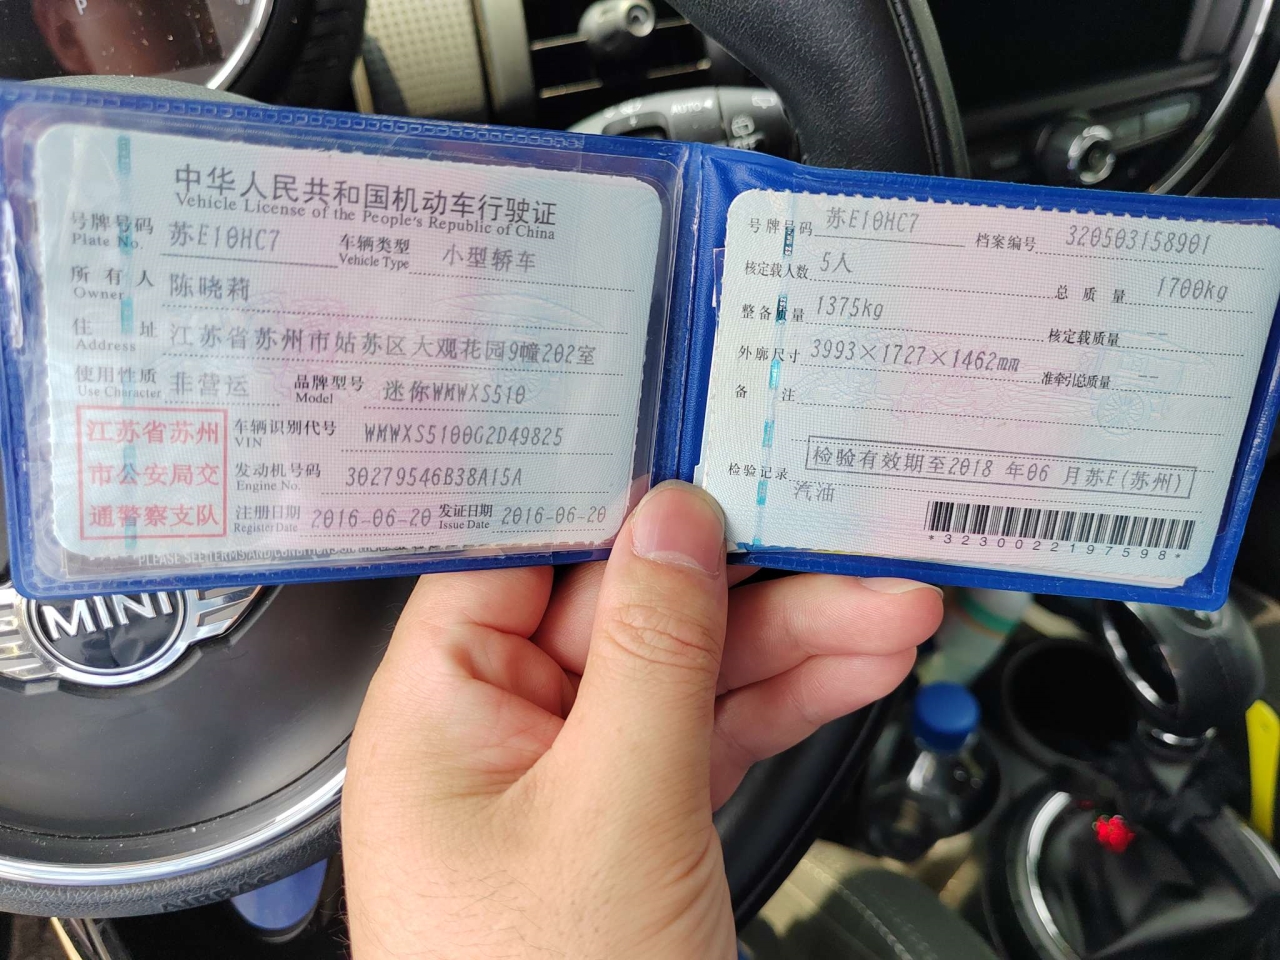 中华人民共和国机动车行驶证
Vehicle License of the People's Republic of China
号牌号码 苏E10HC7 车辆类型 小型轿车
Plate No. Vehicle Type
所有人 陈晓莉
Owner
住址 江苏省苏州市姑苏区大观花园9幢202室
Address
使用性质 非营运 品牌型号 迷你WMWXS510
Use Character Model
江苏省苏州
市公安局交
通警察支队
车辆识别代号 WMWXS5100G2D49825
VIN
发动机号码 30279546B38A15A
Engine No.
注册日期 2016-06-20 发证日期 2016-06-20
Register Date Issue Date
号牌号码 苏E10HC7 档案编号 320503158901
核定载人数 5人 总质量 1700kg
整备质量 1375kg 核定载质量 --
外廓尺寸 3993×1727×1462mm 准牵引总质量 --
备注
检验有效期至2018 年06 月苏E(苏州)
检验记录
汽油
*3230022197598*
MINI
AUTO
AIRBAG